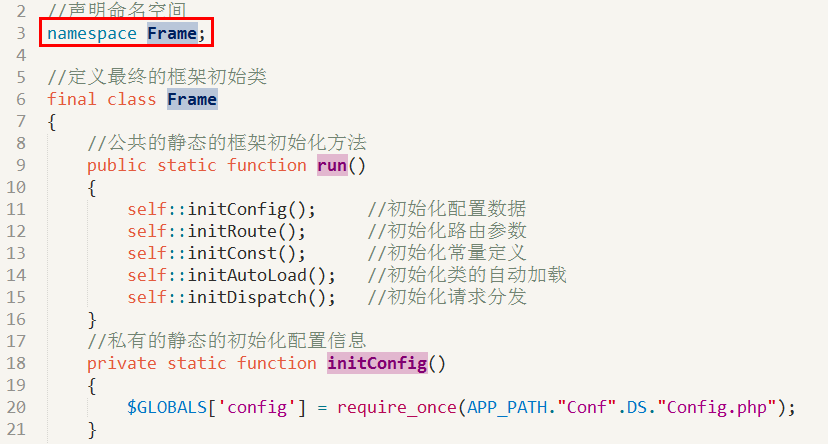 2 //声明命名空间
3 namespace Frame;
4
5 //定义最终的框架初始类
6 final class Frame
7 {
8     //公共的静态的框架初始化方法
9     public static function run()
10     {
11         self::initConfig();     //初始化配置数据
12         self::initRoute();      //初始化路由参数
13         self::initConst();      //初始化常量定义
14         self::initAutoLoad();   //初始化类的自动加载
15         self::initDispatch();   //初始化请求分发
16     }
17     //私有的静态的初始化配置信息
18     private static function initConfig()
19     {
20         $GLOBALS['config'] = require_once(APP_PATH."Conf".DS."Config.php");
21     }